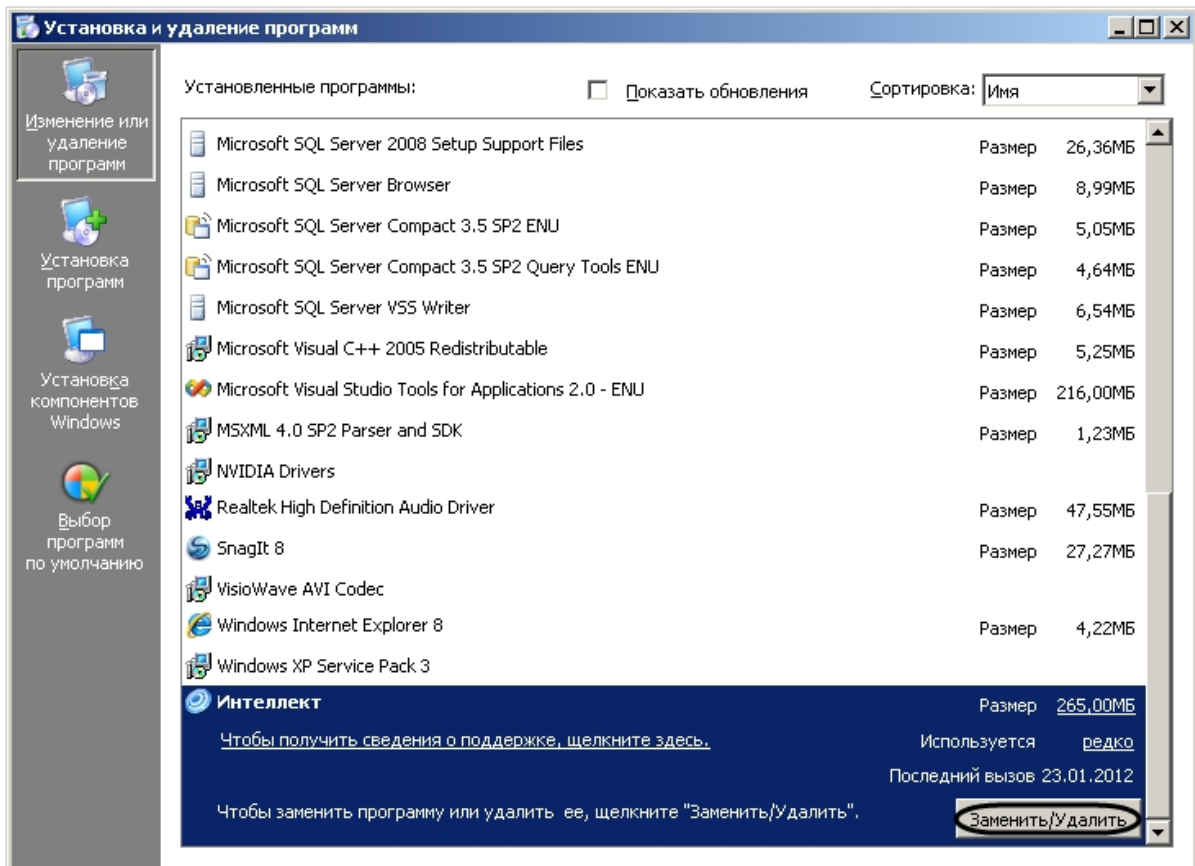 Установка и удаление программ
Изменение или
удаление
программ
Установка
программ
Установка
компонентов
Windows
Выбор
программ
по умолчанию
Установленные программы:
Показать обновления
Сортировка: Имя
Microsoft SQL Server 2008 Setup Support Files Размер 26,36МБ
Microsoft SQL Server Browser Размер 8,99МБ
Microsoft SQL Server Compact 3.5 SP2 ENU Размер 5,05МБ
Microsoft SQL Server Compact 3.5 SP2 Query Tools ENU Размер 4,64МБ
Microsoft SQL Server VSS Writer Размер 6,54МБ
Microsoft Visual C++ 2005 Redistributable Размер 5,25МБ
Microsoft Visual Studio Tools for Applications 2.0 - ENU Размер 216,00МБ
MSXML 4.0 SP2 Parser and SDK Размер 1,23МБ
NVIDIA Drivers
Realtek High Definition Audio Driver Размер 47,55МБ
SnagIt 8 Размер 27,27МБ
VisioWave AVI Codec
Windows Internet Explorer 8 Размер 4,22МБ
Windows XP Service Pack 3
Интеллект Размер 265,00МБ
Чтобы получить сведения о поддержке, щелкните здесь. Используется редко
Последний вызов 23.01.2012
Чтобы заменить программу или удалить ее, щелкните "Заменить/Удалить". Заменить/Удалить